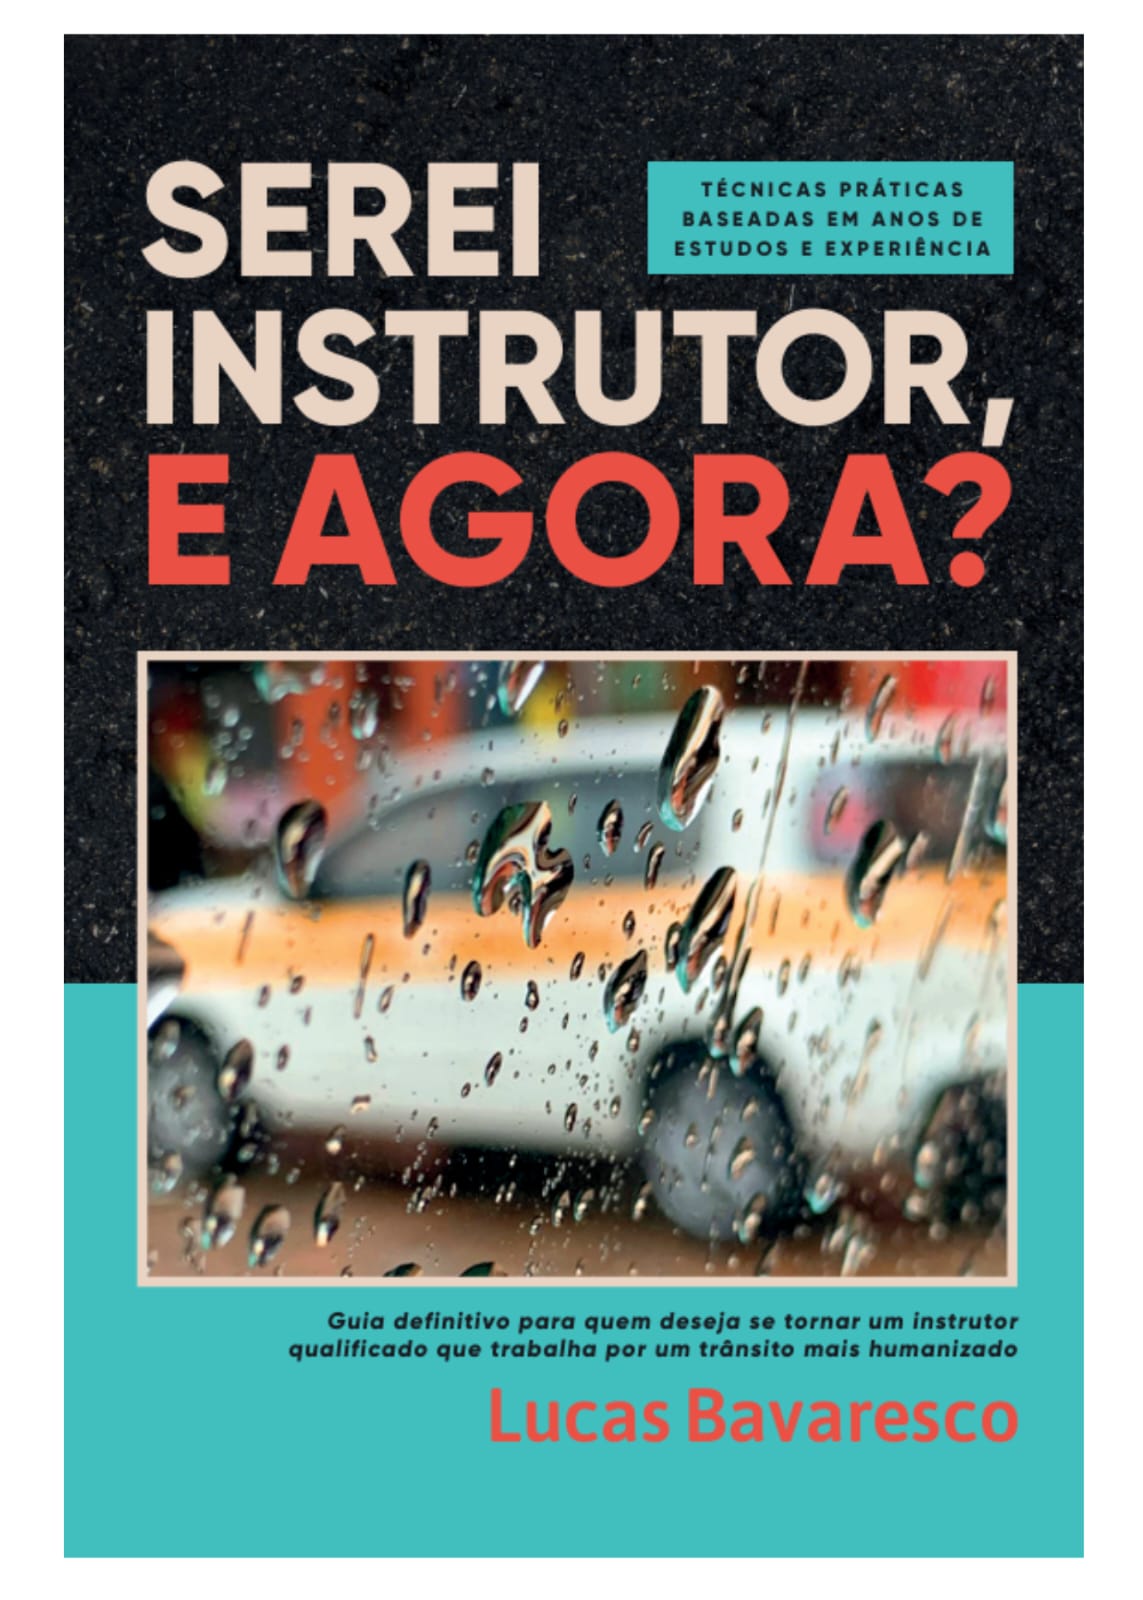 SEREI
TÉCNICAS PRÁTICAS
BASEADAS EM ANOS DE
ESTUDOS E EXPERIÊNCIA
INSTRUTOR,
E AGORA?
Guia definitivo para quem deseja se tornar um instrutor
qualificado que trabalha por um trânsito mais humanizado
Lucas Bavaresco